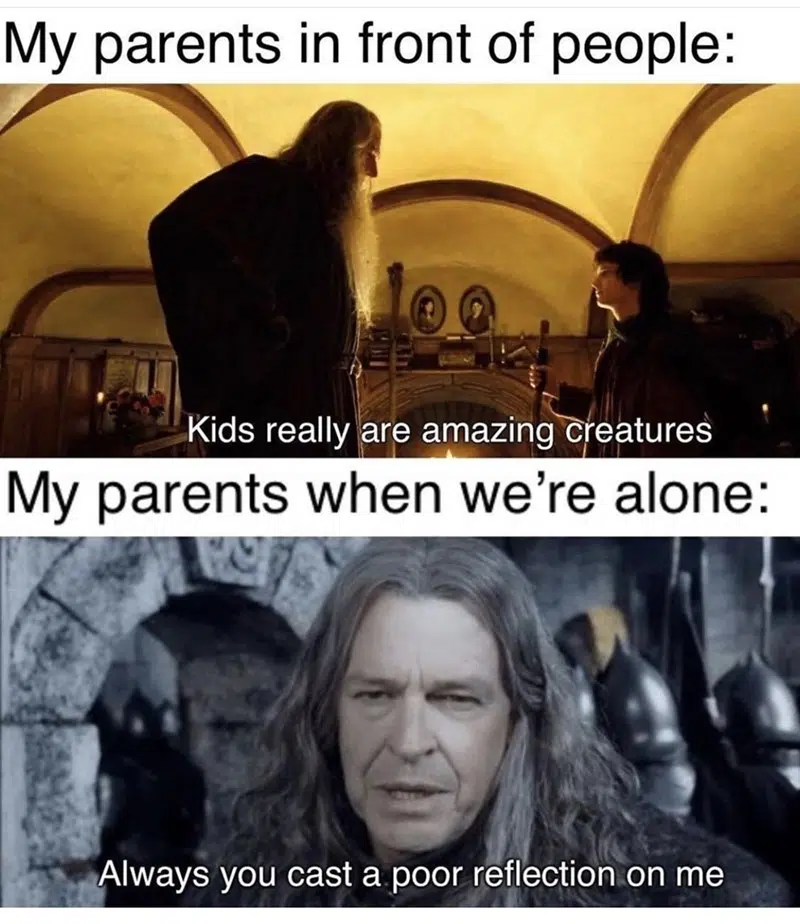 My parents in front of people:
Kids really are amazing creatures
My parents when we're alone:
Always you cast a poor reflection on me